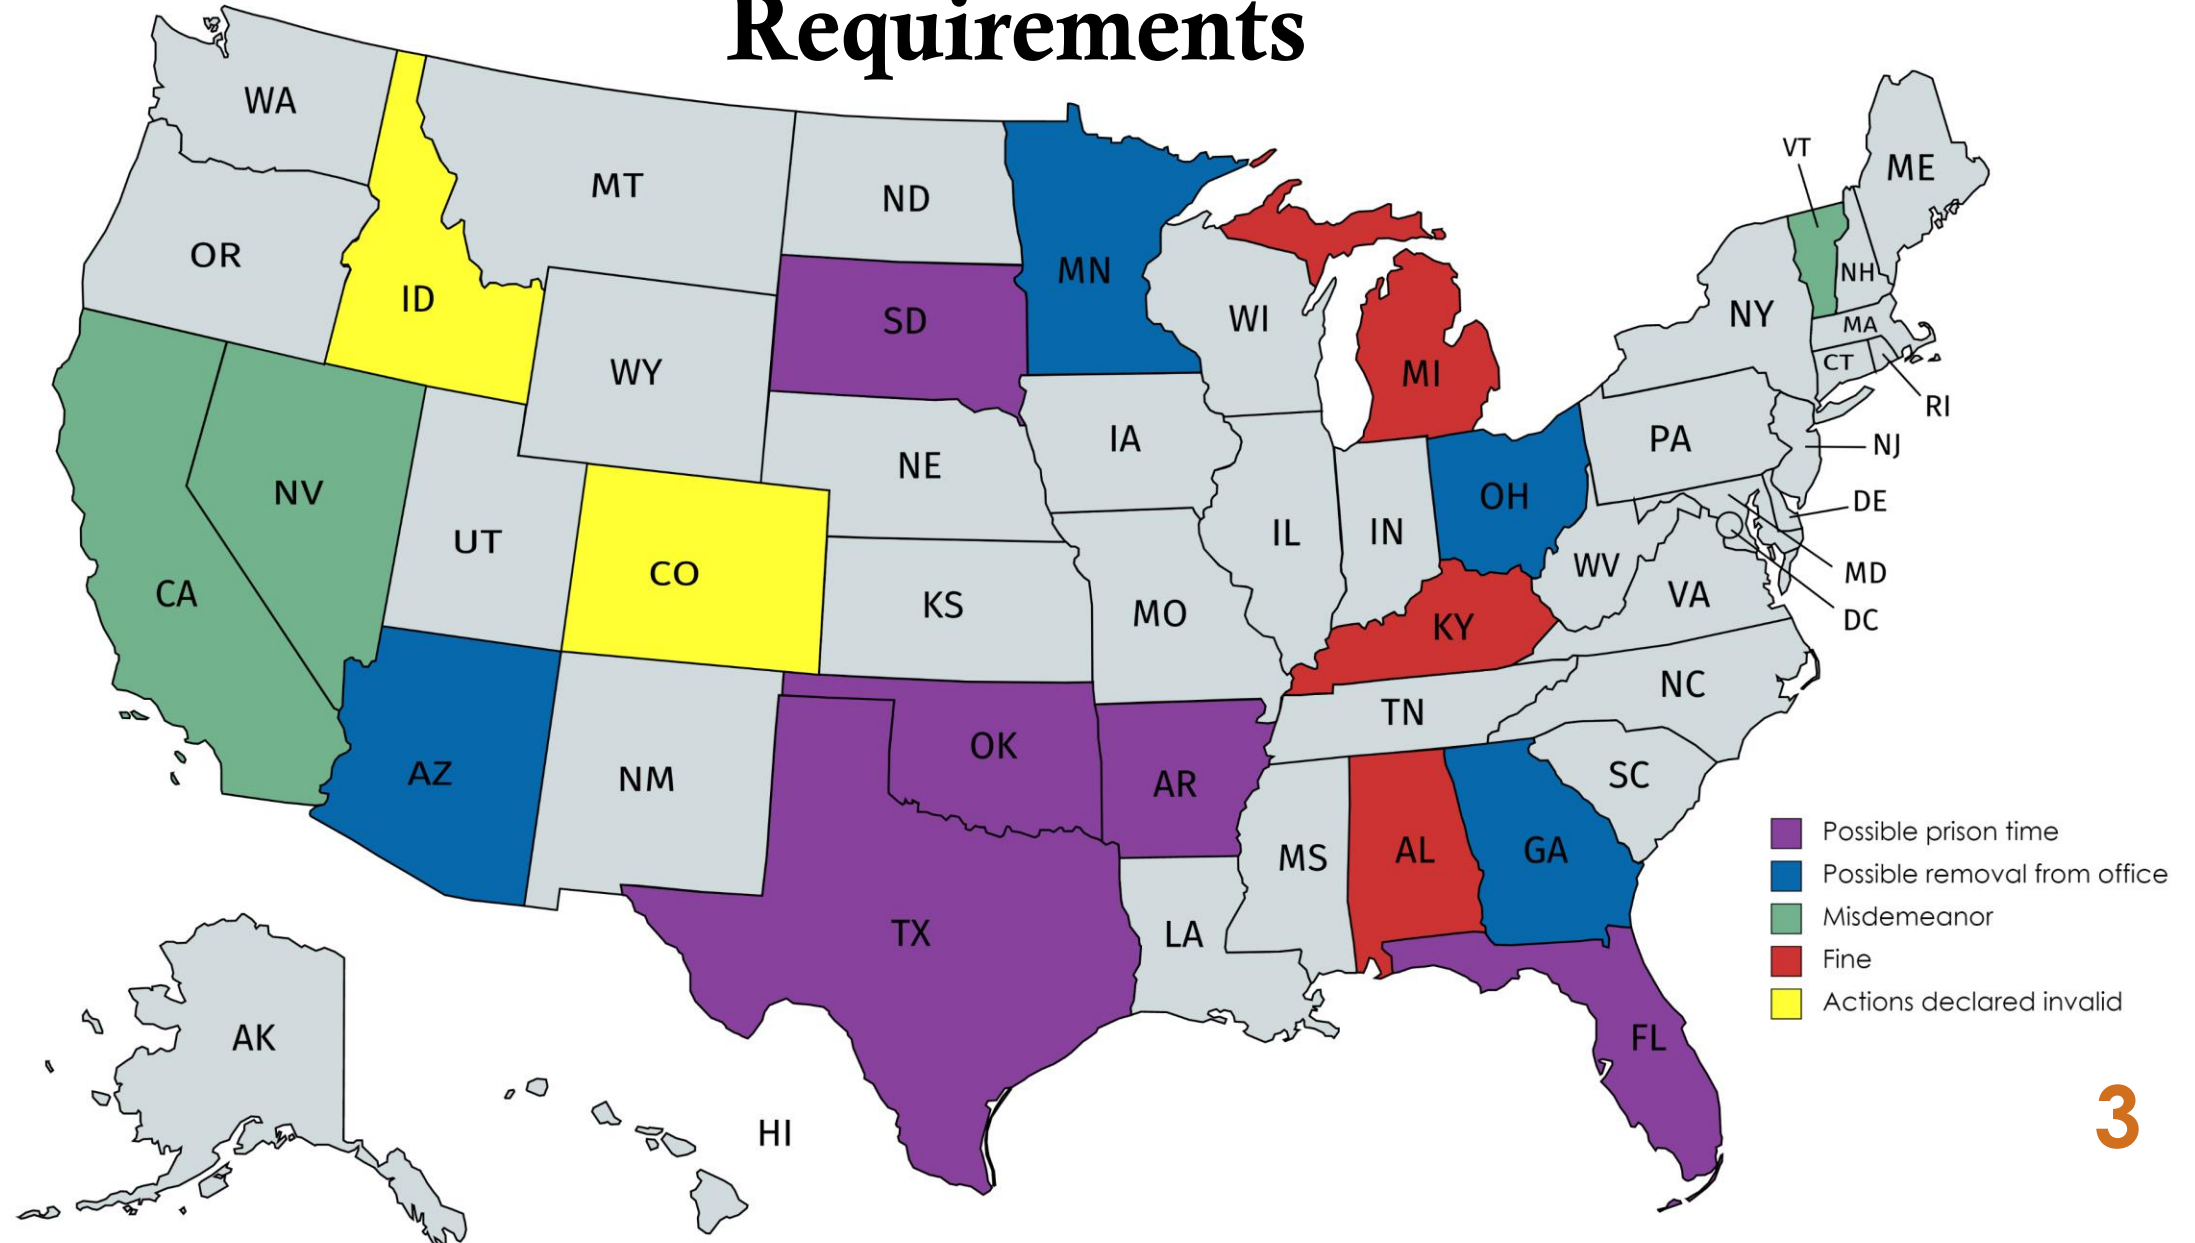 Requirements
WA
MT
ND
MN
VT
ME
OR
ID
SD
WI
MI
NY
NH
MA
CT
RI
WY
IA
PA
NJ
NE
NV
UT
CO
IL
IN
OH
DE
CA
KS
MO
WV
VA
MD
DC
KY
NC
TN
AZ
NM
OK
AR
SC
MS
AL
GA
TX
LA
FL
AK
HI
Possible prison time
Possible removal from office
Misdemeanor
Fine
Actions declared invalid
3